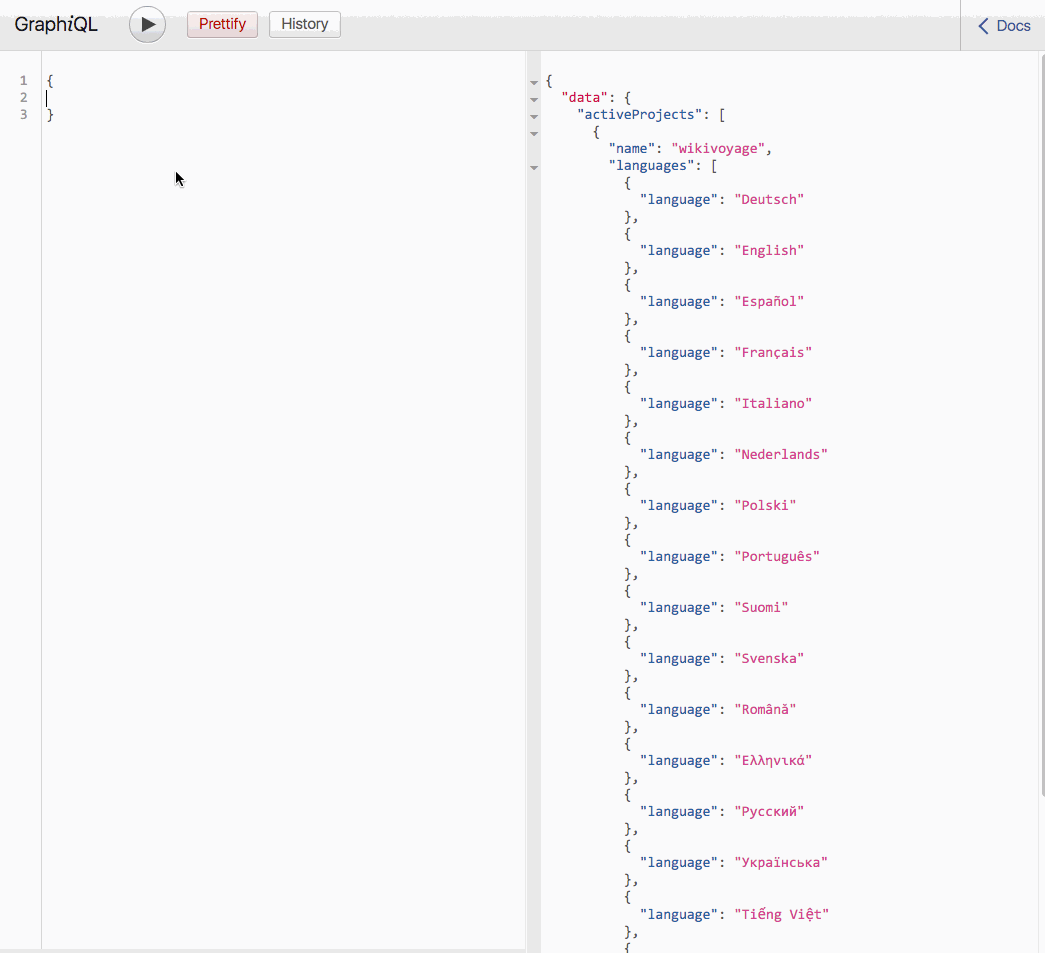 GraphiQL
Prettify
History
Docs
1 {
2
3 }
{
"data": {
"activeProjects": [
{
"name": "wikivoyage",
"languages": [
{
"language": "Deutsch"
},
{
"language": "English"
},
{
"language": "Español"
},
{
"language": "Français"
},
{
"language": "Italiano"
},
{
"language": "Nederlands"
},
{
"language": "Polski"
},
{
"language": "Português"
},
{
"language": "Suomi"
},
{
"language": "Svenska"
},
{
"language": "Română"
},
{
"language": "Ελληνικά"
},
{
"language": "Русский"
},
{
"language": "Українська"
},
{
"language": "Tiếng Việt"
},
{